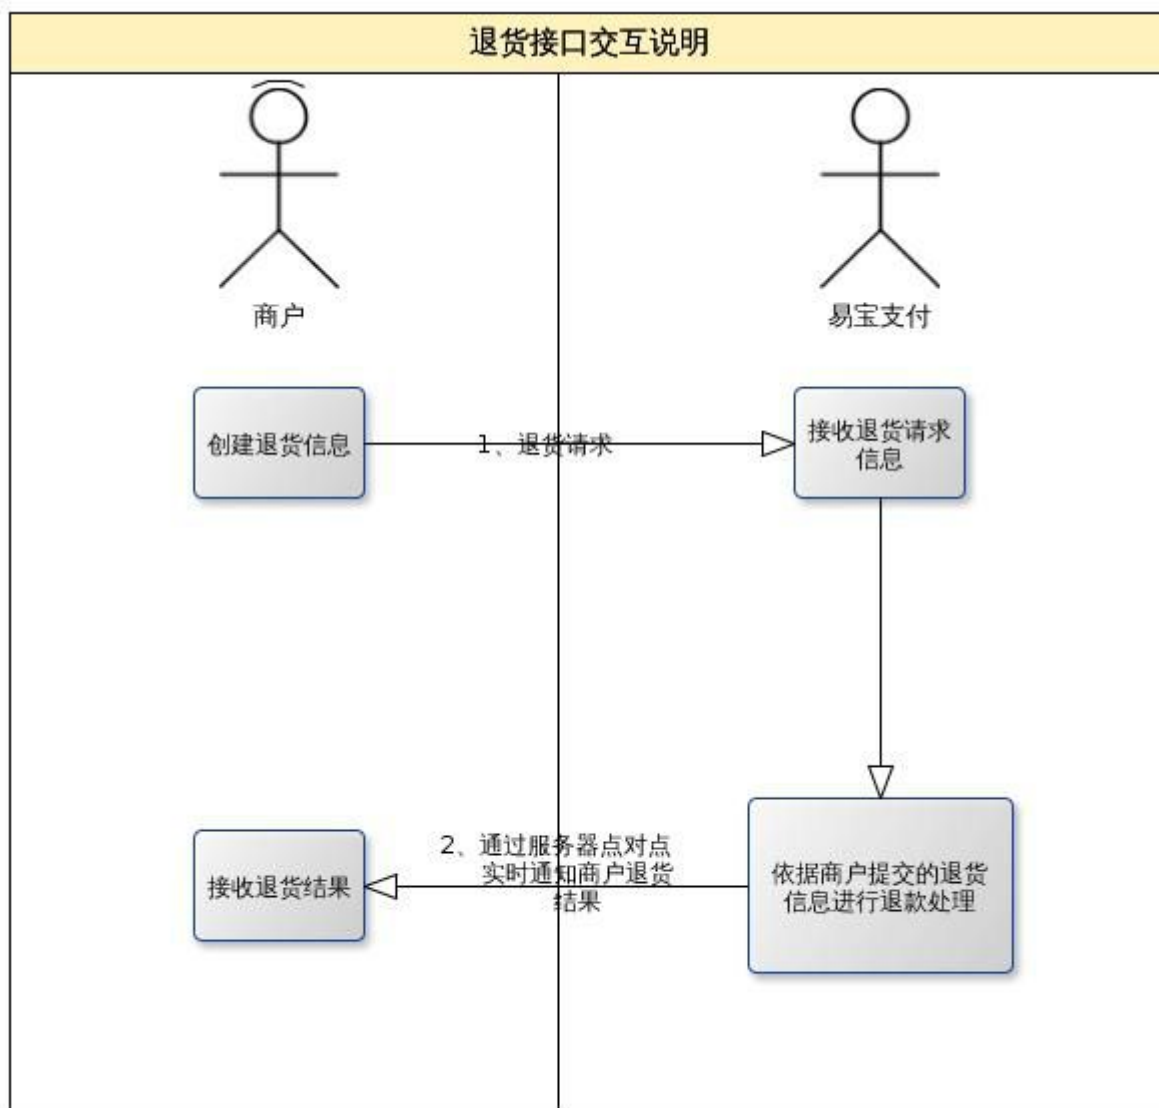 退货接口交互说明
商户
易宝支付
创建退货信息
1、退货请求
接收退货请求
信息
接收退货结果
2、通过服务器点对点
实时通知商户退货
结果
依据商户提交的退货
信息进行退款处理